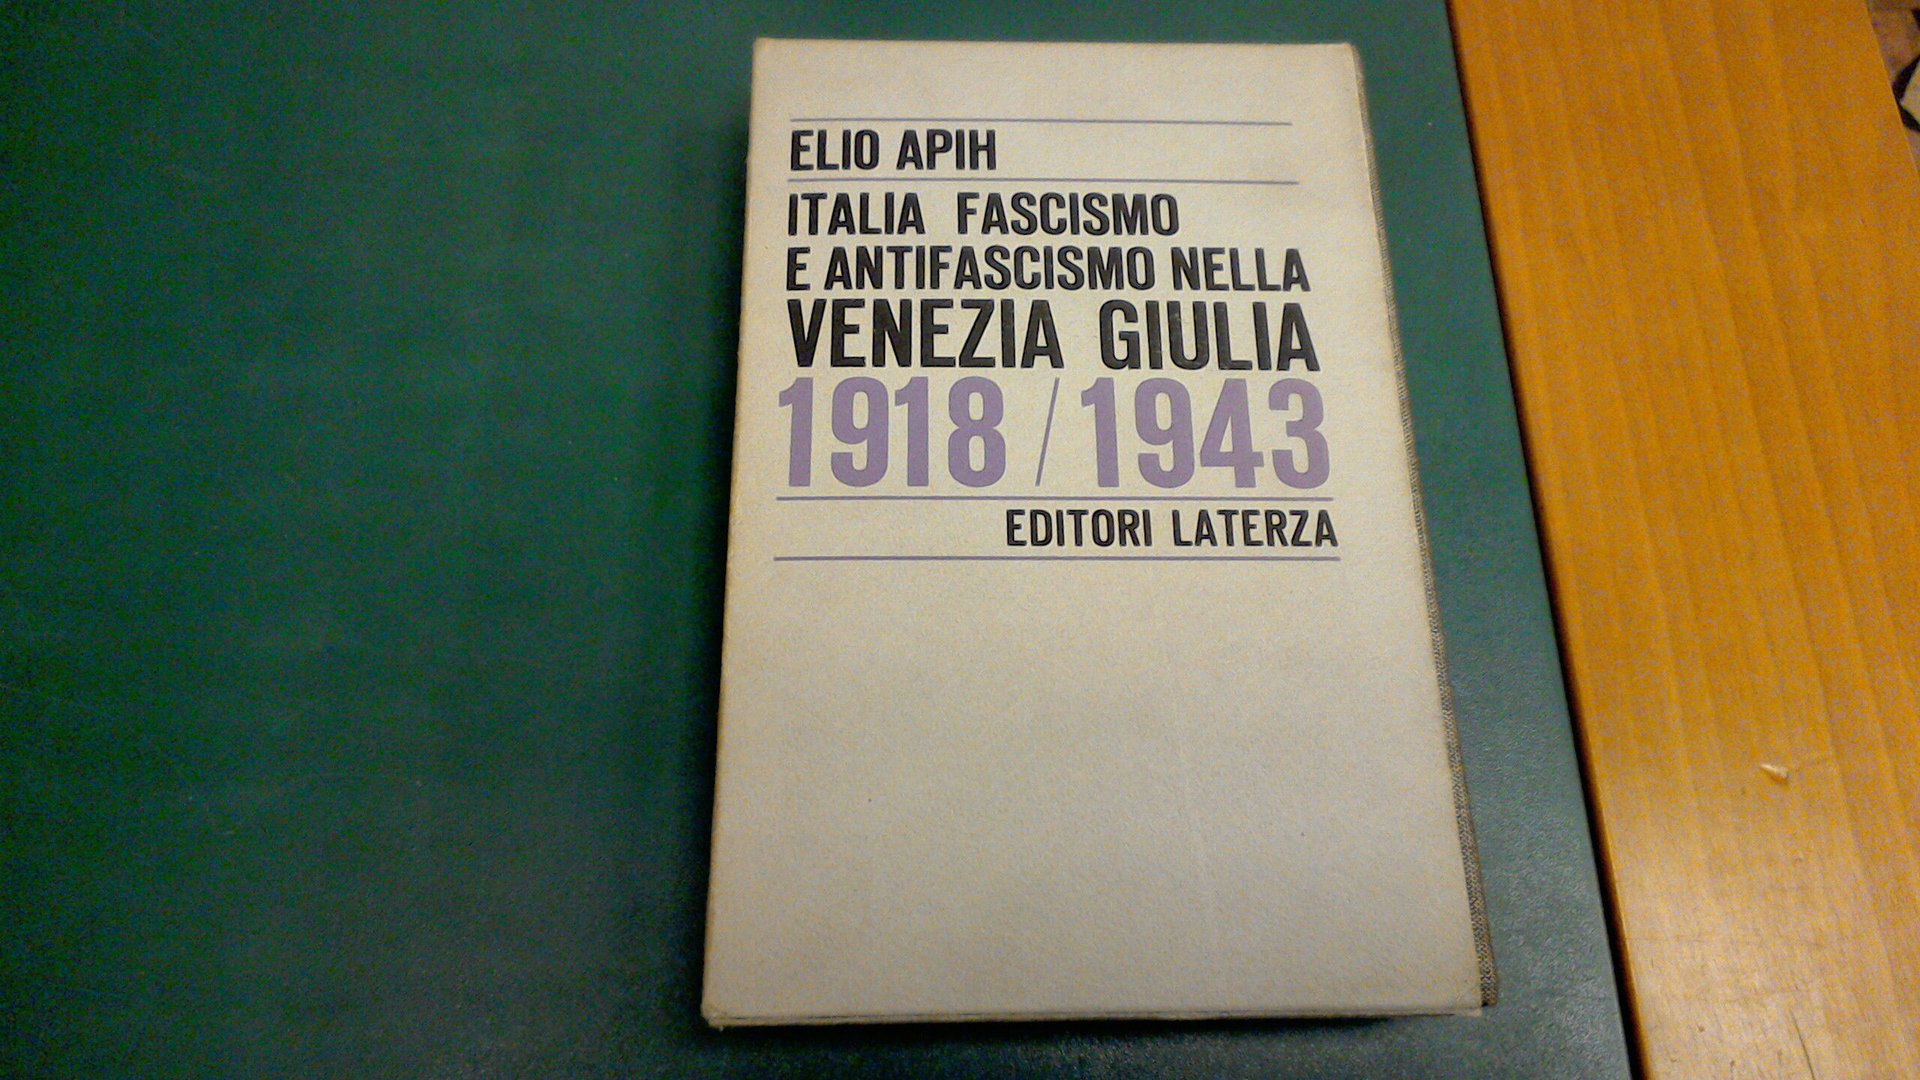 ELIO APIH
ITALIA FASCISMO
E ANTIFASCISMO NELLA
VENEZIA GIULIA
1918 / 1943
EDITORI LATERZA